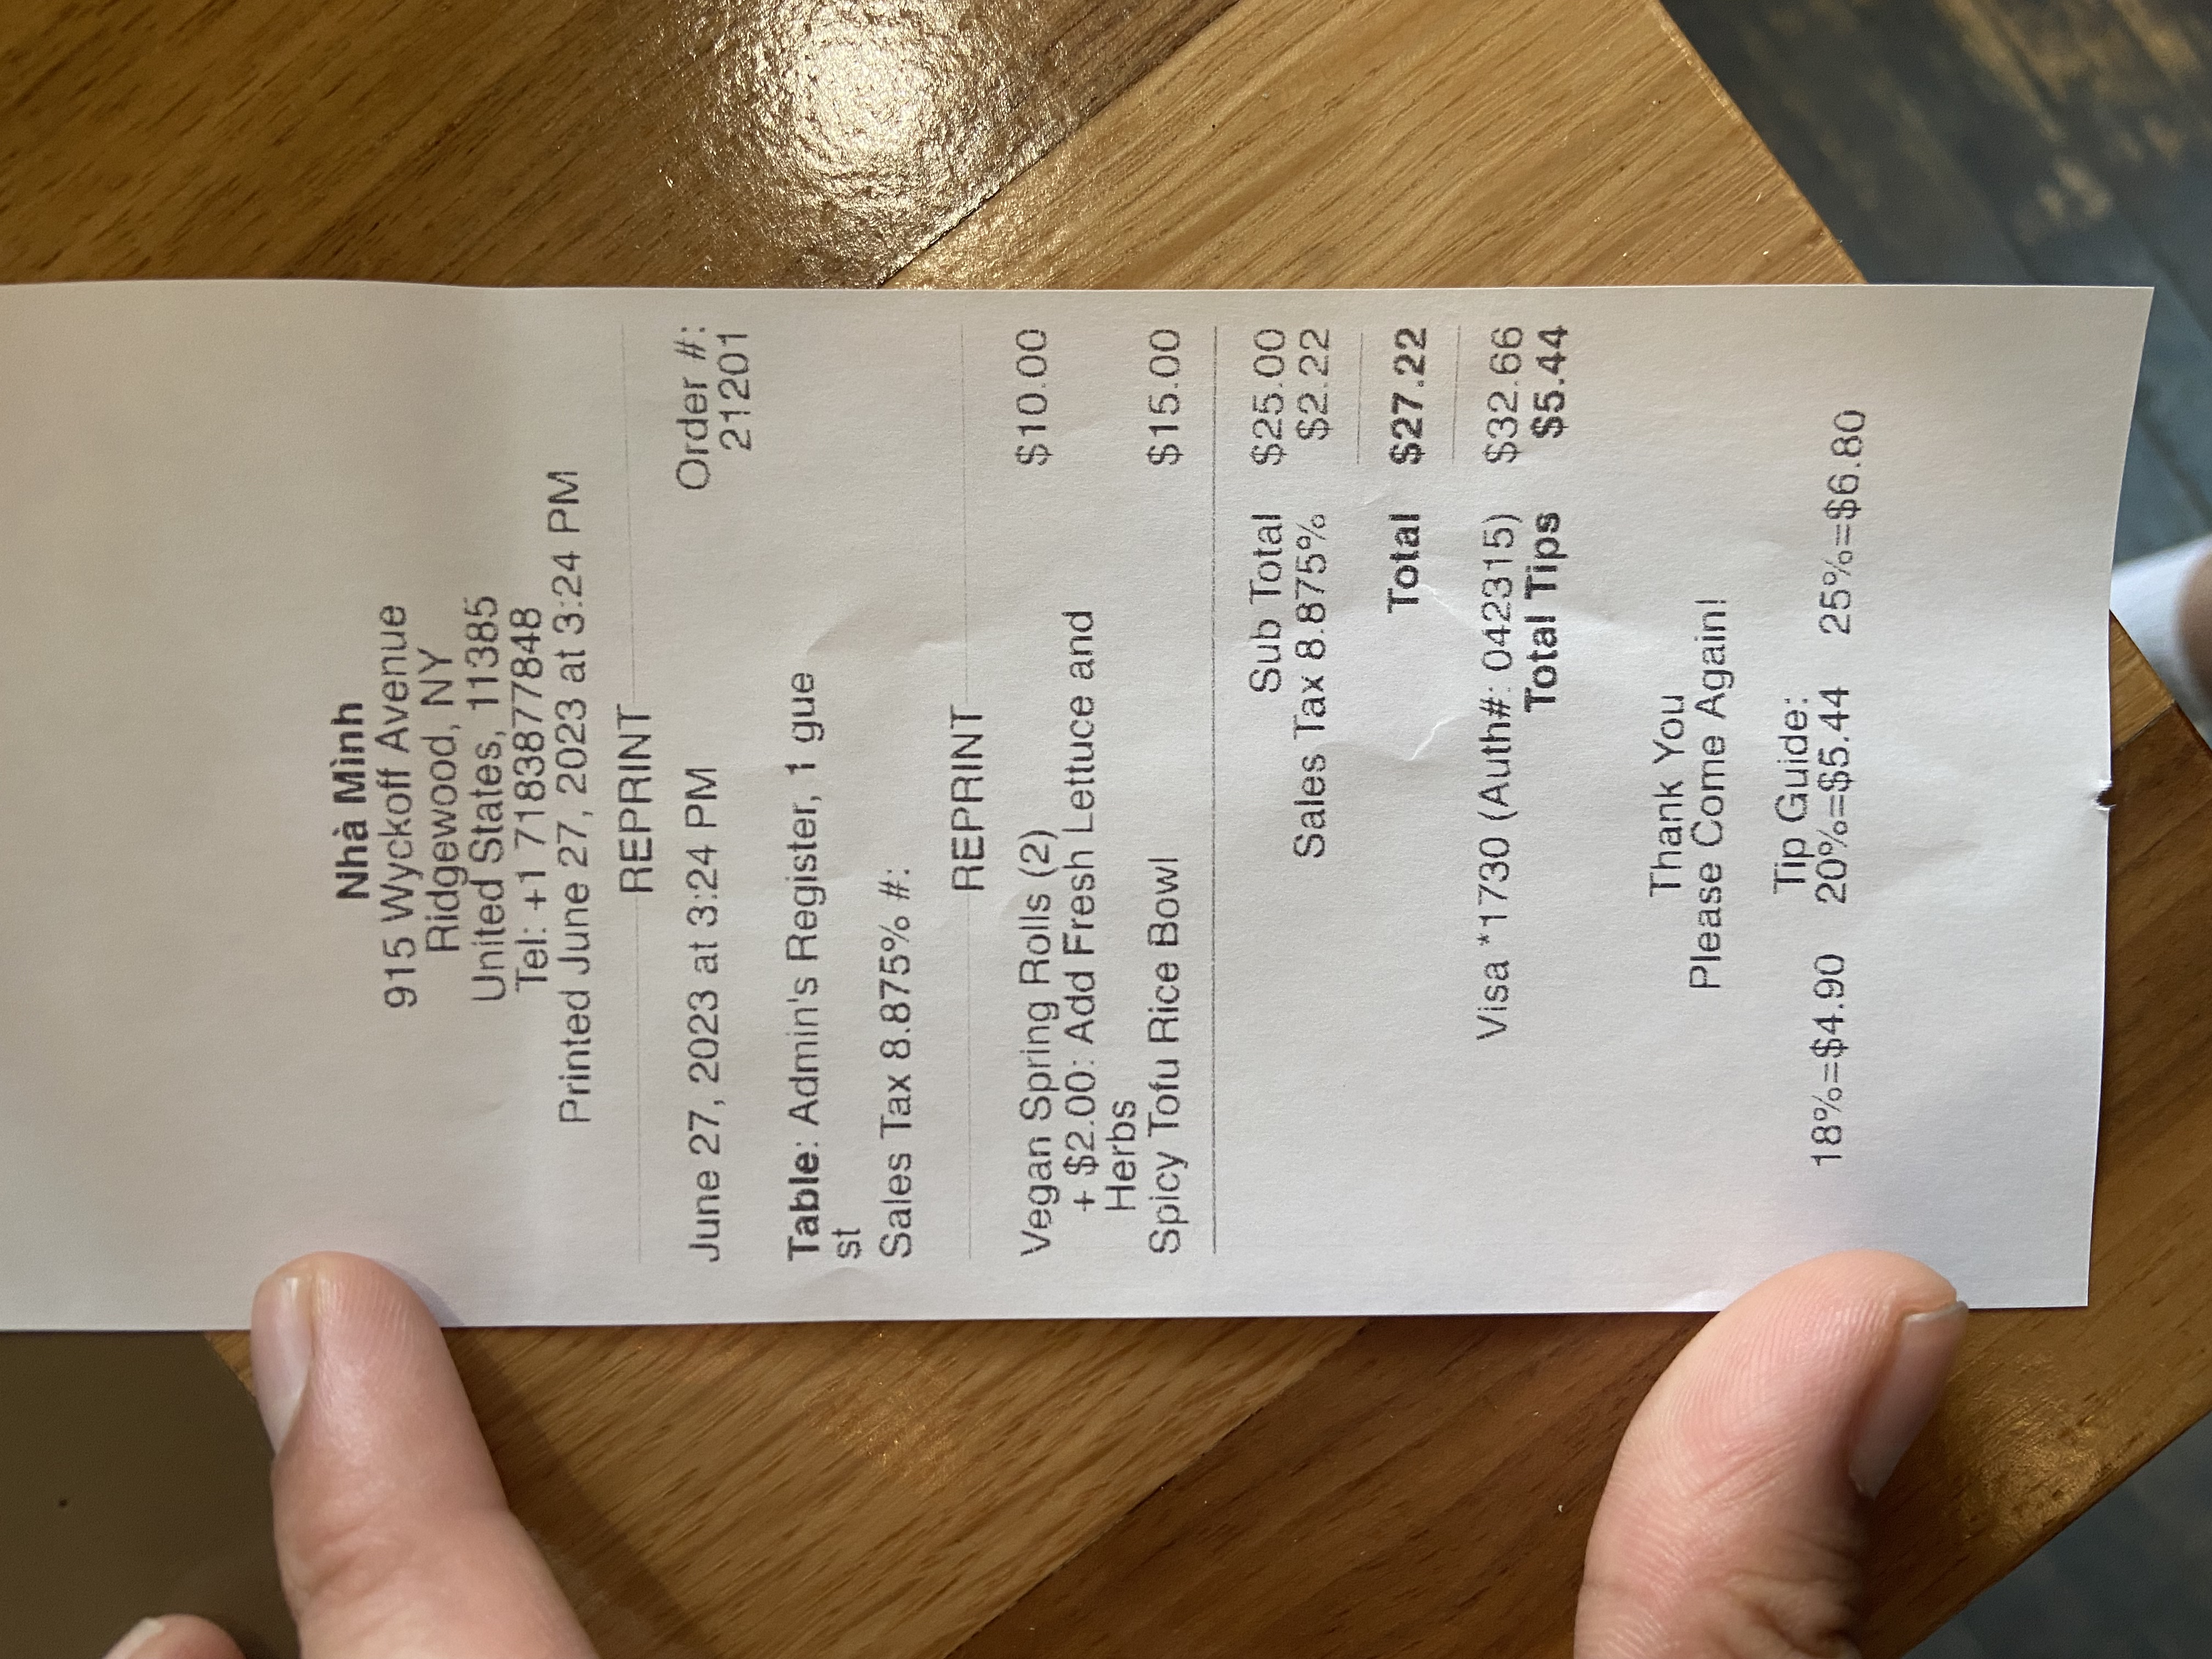 Nhà Mình
915 Wyckoff Avenue
Ridgewood, NY
United States, 11385
Tel: +1 7183877848
Printed June 27, 2023 at 3:24 PM
REPRINT
June 27, 2023 at 3:24 PM Order #:
21201
Table: Admin's Register, 1 gue
st
Sales Tax 8.875% #:
REPRINT
Vegan Spring Rolls (2) $10.00
+ $2.00: Add Fresh Lettuce and
Herbs
Spicy Tofu Rice Bowl $15.00
Sub Total $25.00
Sales Tax 8.875% $2.22
Total $27.22
Visa *1730 (Auth#: 042315) $32.66
Total Tips $5.44
Thank You
Please Come Again!
Tip Guide:
18%=$4.90 20%=$5.44 25%=$6.80